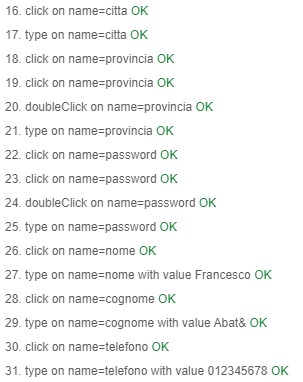 16. click on name=citta OK
17. type on name=citta OK
18. click on name=provincia OK
19. click on name=provincia OK
20. doubleClick on name=provincia OK
21. type on name=provincia OK
22. click on name=password OK
23. click on name=password OK
24. doubleClick on name=password OK
25. type on name=password OK
26. click on name=nome OK
27. type on name=nome with value Francesco OK
28. click on name=cognome OK
29. type on name=cognome with value Abat& OK
30. click on name=telefono OK
31. type on name=telefono with value 012345678 OK